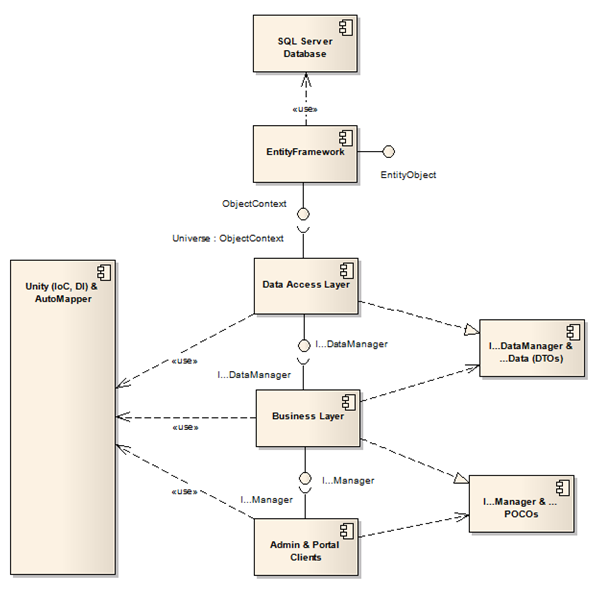 SQL Server
Database
«use»
EntityFramework
EntityObject
ObjectContext
Universe : ObjectContext
Unity (IoC, DI) &
AutoMapper
Data Access Layer
I...DataManager
I...DataManager &
...Data (DTOs)
«use»
I...DataManager
Business Layer
«use»
I...Manager
«use»
I...Manager
I...Manager & ...
POCOs
Admin & Portal
Clients